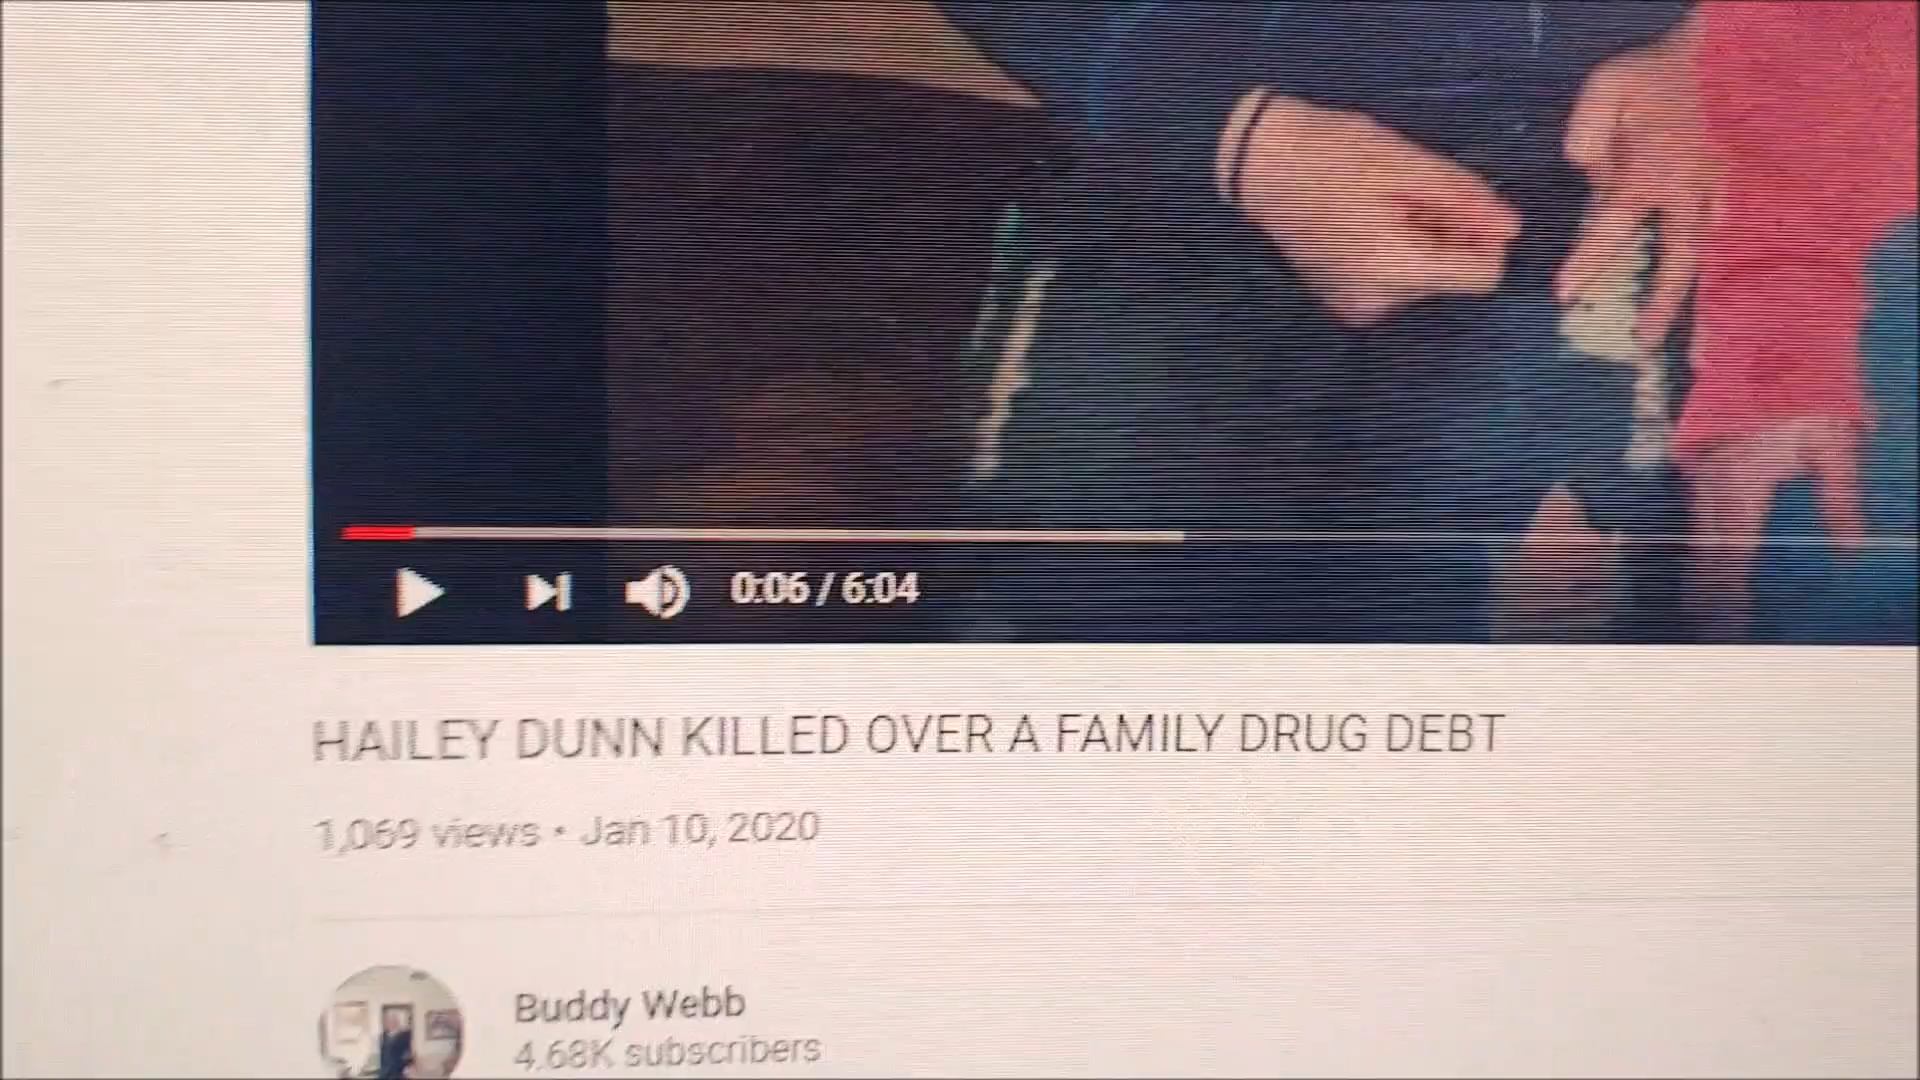 0:06 / 6:04
HAILEY DUNN KILLED OVER A FAMILY DRUG DEBT
1,069 views • Jan 10, 2020
Buddy Webb
4.68K subscribers